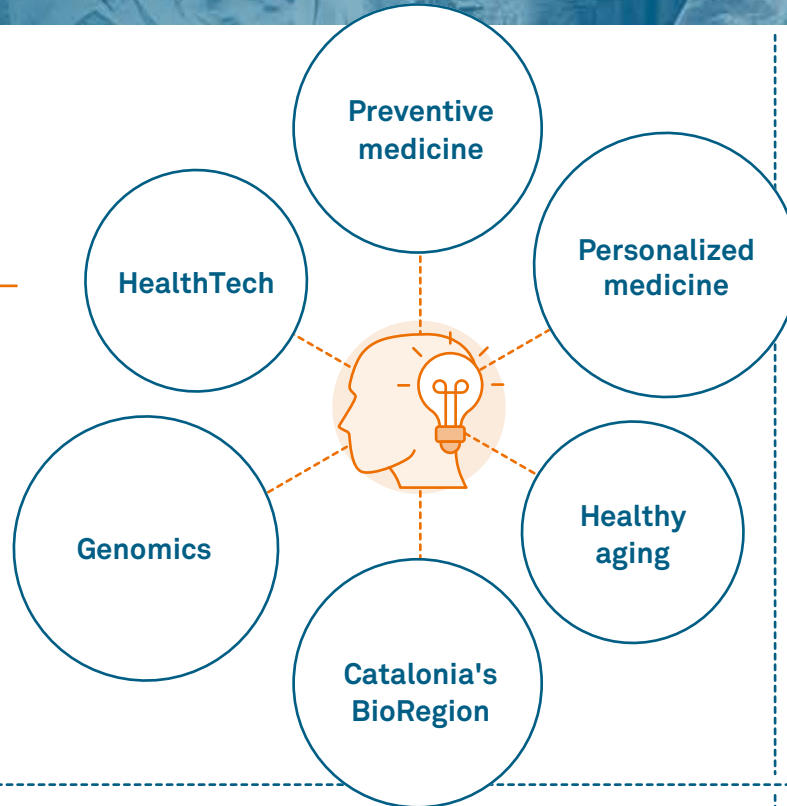 Preventive
medicine
Personalized
medicine
HealthTech
Healthy
aging
Genomics
Catalonia's
BioRegion